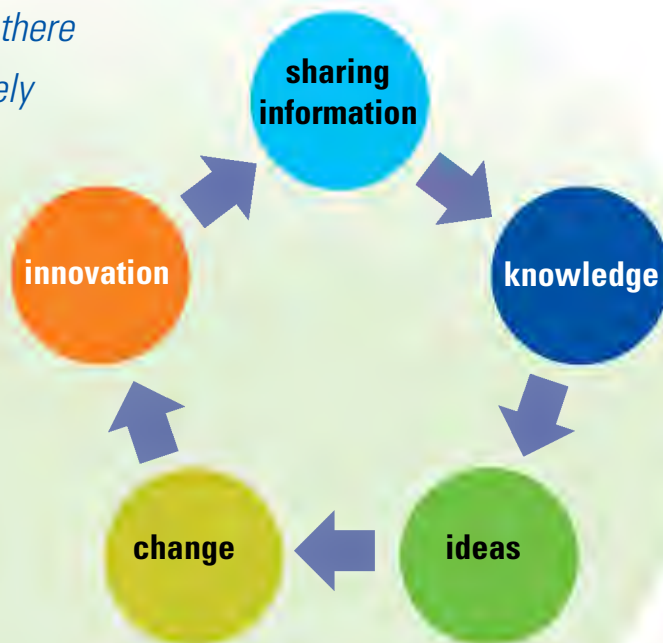 there
ely
sharing
information
knowledge
ideas
change
innovation